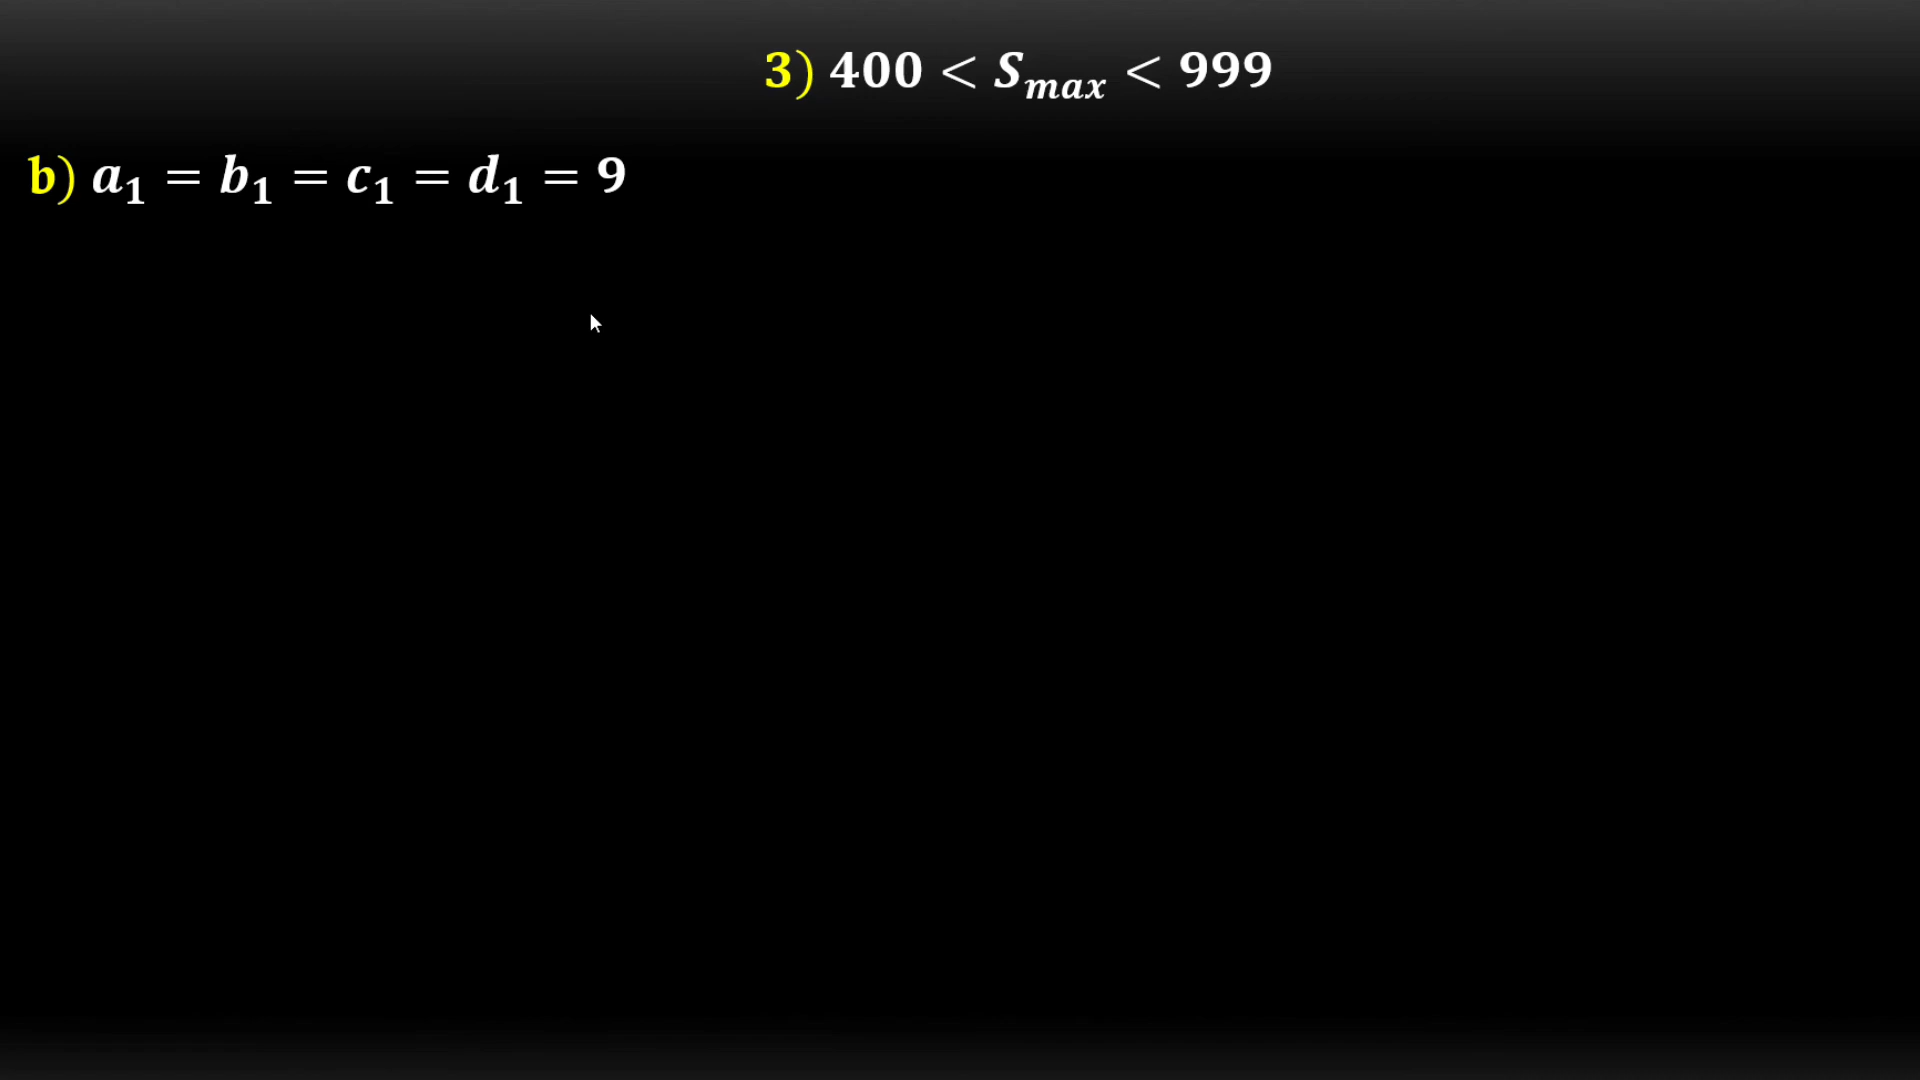 3) 400 < S_max < 999
b) a₁ = b₁ = c₁ = d₁ = 9